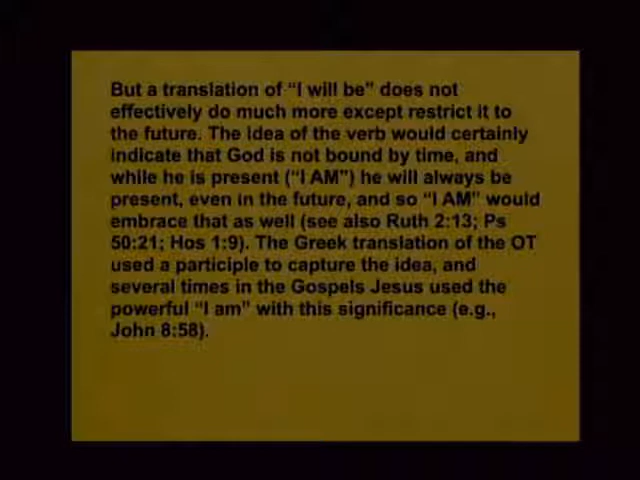 But a translation of “I will be” does not
effectively do much more except restrict it to
the future. The idea of the verb would certainly
indicate that God is not bound by time, and
while he is present (“I AM”) he will always be
present, even in the future, and so “I AM” would
embrace that as well (see also Ruth 2:13; Ps
50:21; Hos 1:9). The Greek translation of the OT
used a participle to capture the idea, and
several times in the Gospels Jesus used the
powerful “I am” with this significance (e.g.,
John 8:58).